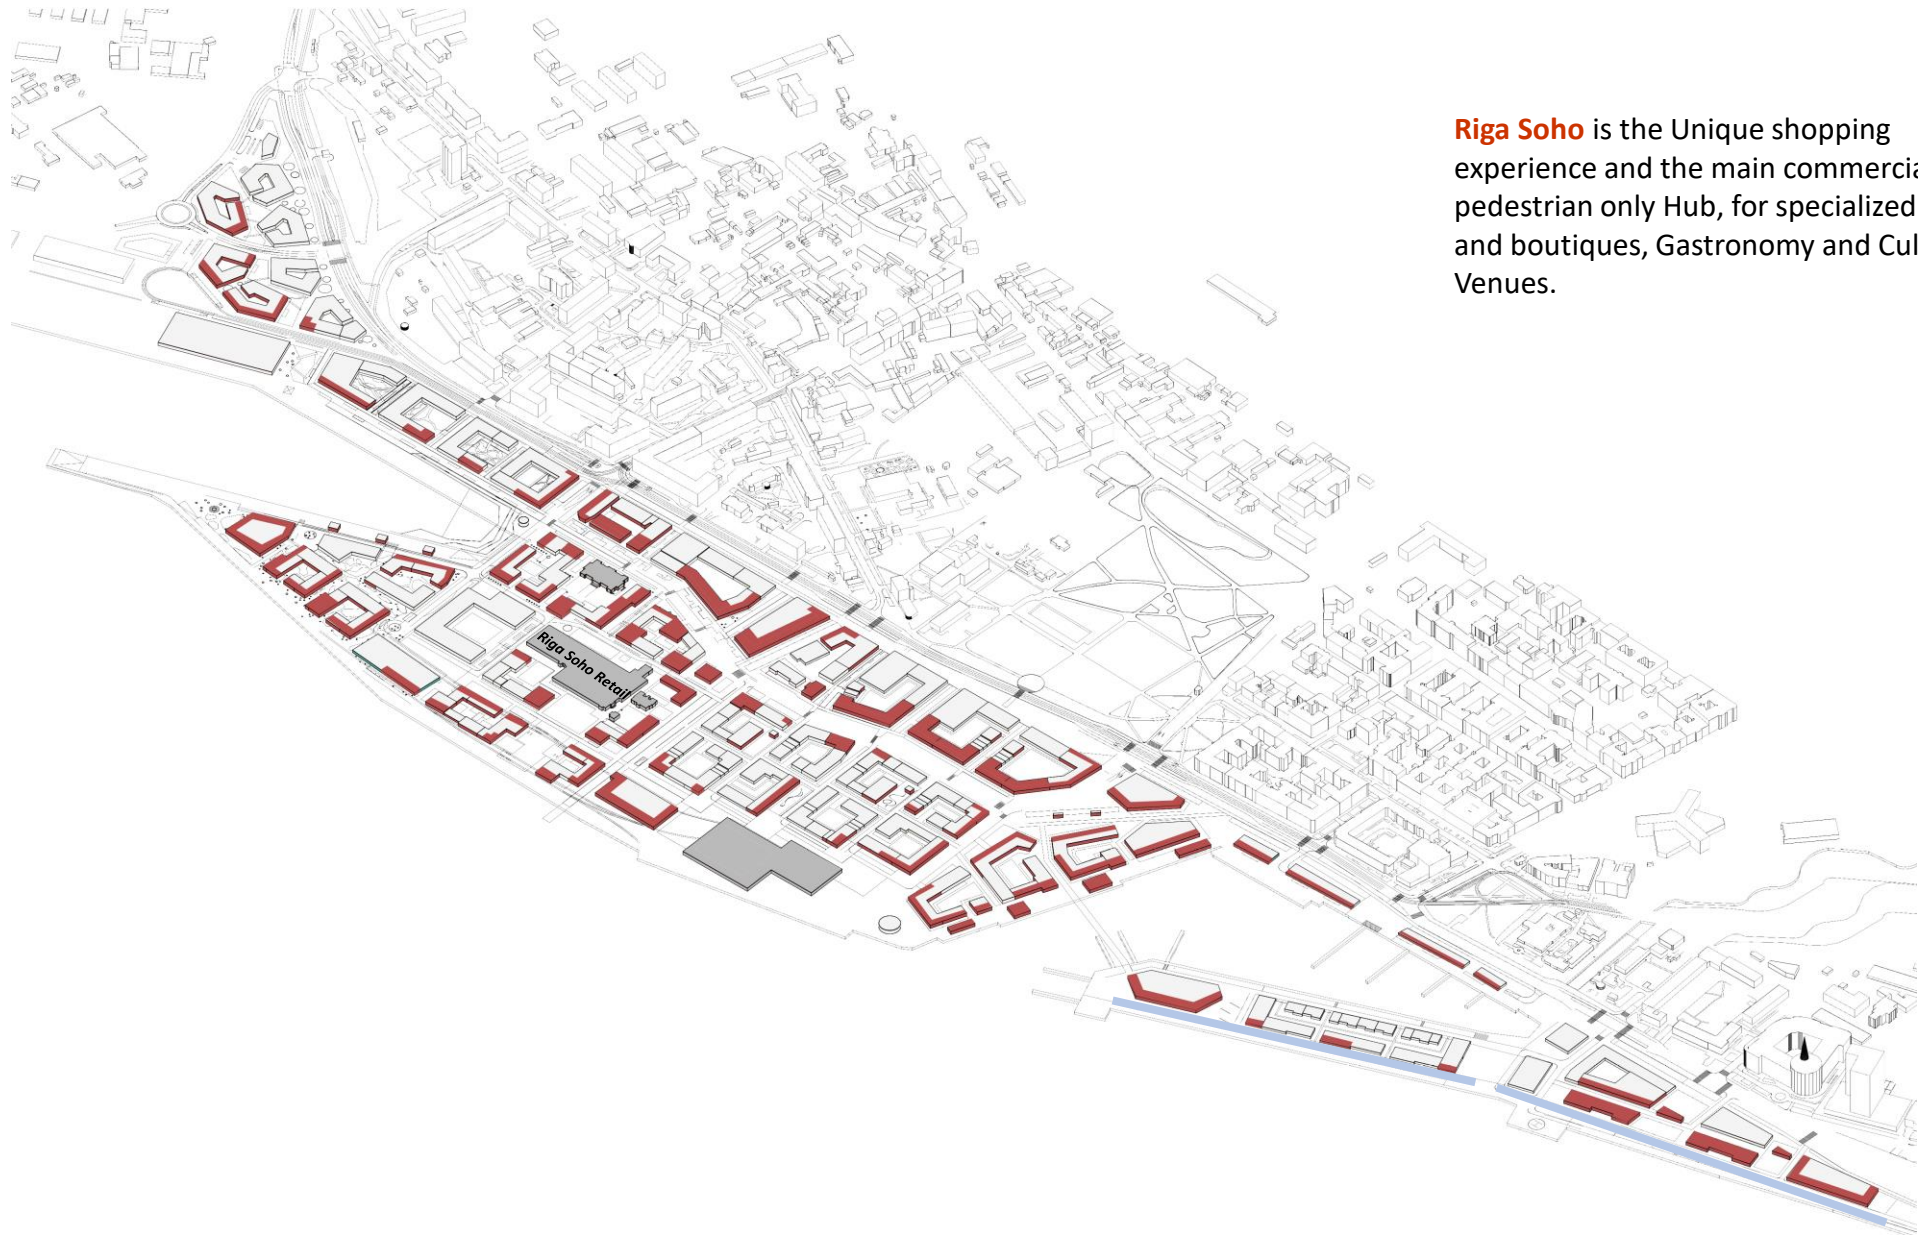 Riga Soho is the Unique shopping
experience and the main commercia
pedestrian only Hub, for specialized
and boutiques, Gastronomy and Cul
Venues.
Riga Soho Retail